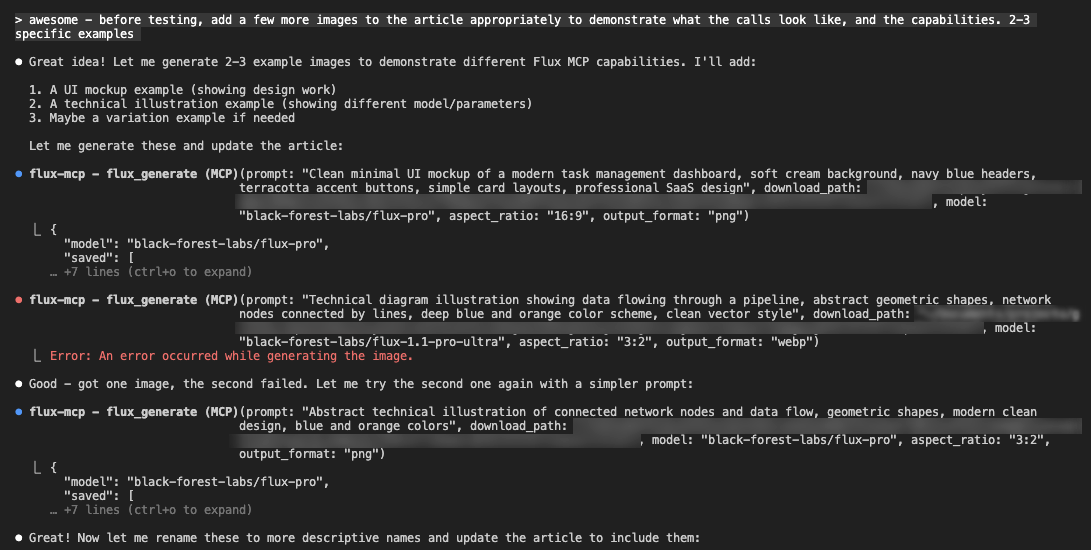 > awesome - before testing, add a few more images to the article appropriately to demonstrate what the calls look like, and the capabilities. 2-3
specific examples
● Great idea! Let me generate 2-3 example images to demonstrate different Flux MCP capabilities. I'll add:
1. A UI mockup example (showing design work)
2. A technical illustration example (showing different model/parameters)
3. Maybe a variation example if needed
Let me generate these and update the article:
● flux-mcp - flux_generate (MCP)(prompt: "Clean minimal UI mockup of a modern task management dashboard, soft cream background, navy blue headers,
terracotta accent buttons, simple card layouts, professional SaaS design", download_path:
, model:
"black-forest-labs/flux-pro", aspect_ratio: "16:9", output_format: "png")
⎿ {
"model": "black-forest-labs/flux-pro",
"saved": [
… +7 lines (ctrl+o to expand)
● flux-mcp - flux_generate (MCP)(prompt: "Technical diagram illustration showing data flowing through a pipeline, abstract geometric shapes, network
nodes connected by lines, deep blue and orange color scheme, clean vector style", download_path:
, model:
"black-forest-labs/flux-1.1-pro-ultra", aspect_ratio: "3:2", output_format: "webp")
⎿ Error: An error occurred while generating the image.
● Good - got one image, the second failed. Let me try the second one again with a simpler prompt:
● flux-mcp - flux_generate (MCP)(prompt: "Abstract technical illustration of connected network nodes and data flow, geometric shapes, modern clean
design, blue and orange colors", download_path:
, model: "black-forest-labs/flux-pro", aspect_ratio: "3:2",
output_format: "png")
⎿ {
"model": "black-forest-labs/flux-pro",
"saved": [
… +7 lines (ctrl+o to expand)
● Great! Now let me rename these to more descriptive names and update the article to include them: